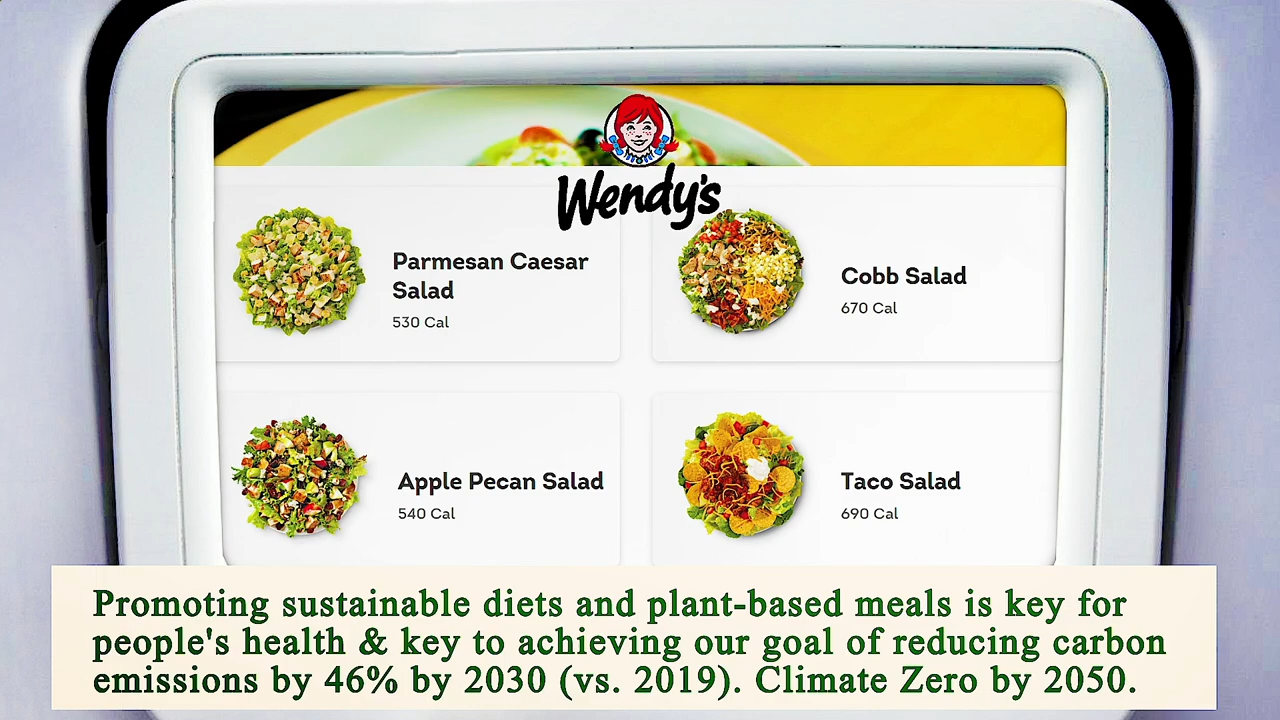 Wendy's
Parmesan Caesar
Salad
530 Cal
Cobb Salad
670 Cal
Apple Pecan Salad
540 Cal
Taco Salad
690 Cal
Promoting sustainable diets and plant-based meals is key for
people's health & key to achieving our goal of reducing carbon
emissions by 46% by 2030 (vs. 2019). Climate Zero by 2050.